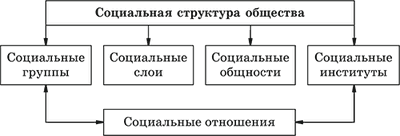 Социальная структура общества
Социальные группы
Социальные слои
Социальные общности
Социальные институты
Социальные отношения